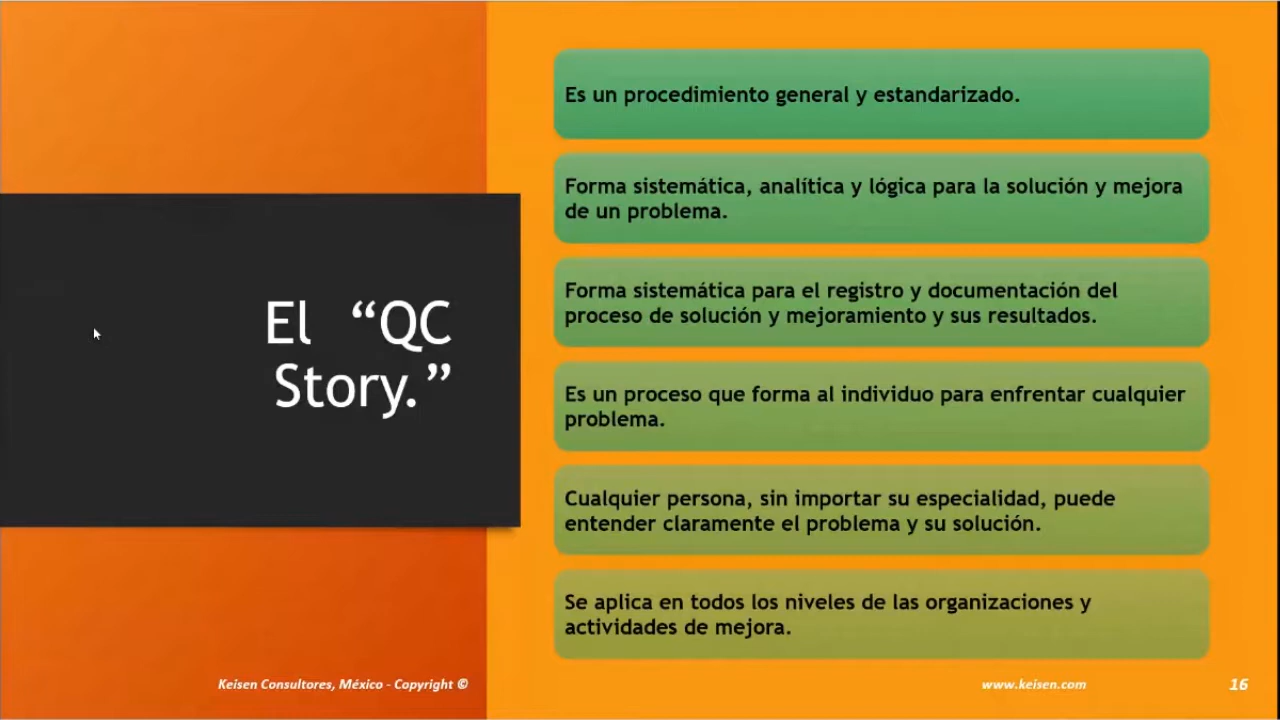 El “QC
Story.”
Es un procedimiento general y estandarizado.
Forma sistemática, analítica y lógica para la solución y mejora
de un problema.
Forma sistemática para el registro y documentación del
proceso de solución y mejoramiento y sus resultados.
Es un proceso que forma al individuo para enfrentar cualquier
problema.
Cualquier persona, sin importar su especialidad, puede
entender claramente el problema y su solución.
Se aplica en todos los niveles de las organizaciones y
actividades de mejora.
Keisen Consultores, México - Copyright ©
www.keisen.com
16